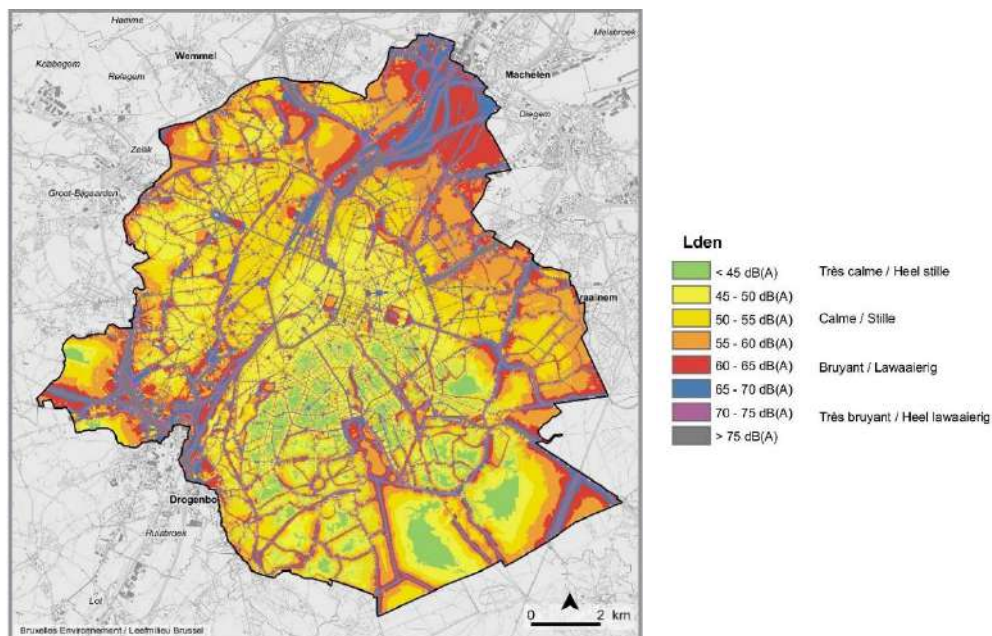 Hamme
Melsbroek
Wemmel
Kobbegem
Relegem
Machelen
Diegem
Zellik
Groot-Bijgaarden
raainem
Drogenbo
Ruisbroek
Lot
0 2 km
Bruxelles Environnement / Leefmilieu Brussel
Lden
< 45 dB(A) Très calme / Heel stille
45 - 50 dB(A)
50 - 55 dB(A) Calme / Stille
55 - 60 dB(A)
60 - 65 dB(A) Bruyant / Lawaaierig
65 - 70 dB(A)
70 - 75 dB(A) Très bruyant / Heel lawaaierig
> 75 dB(A)